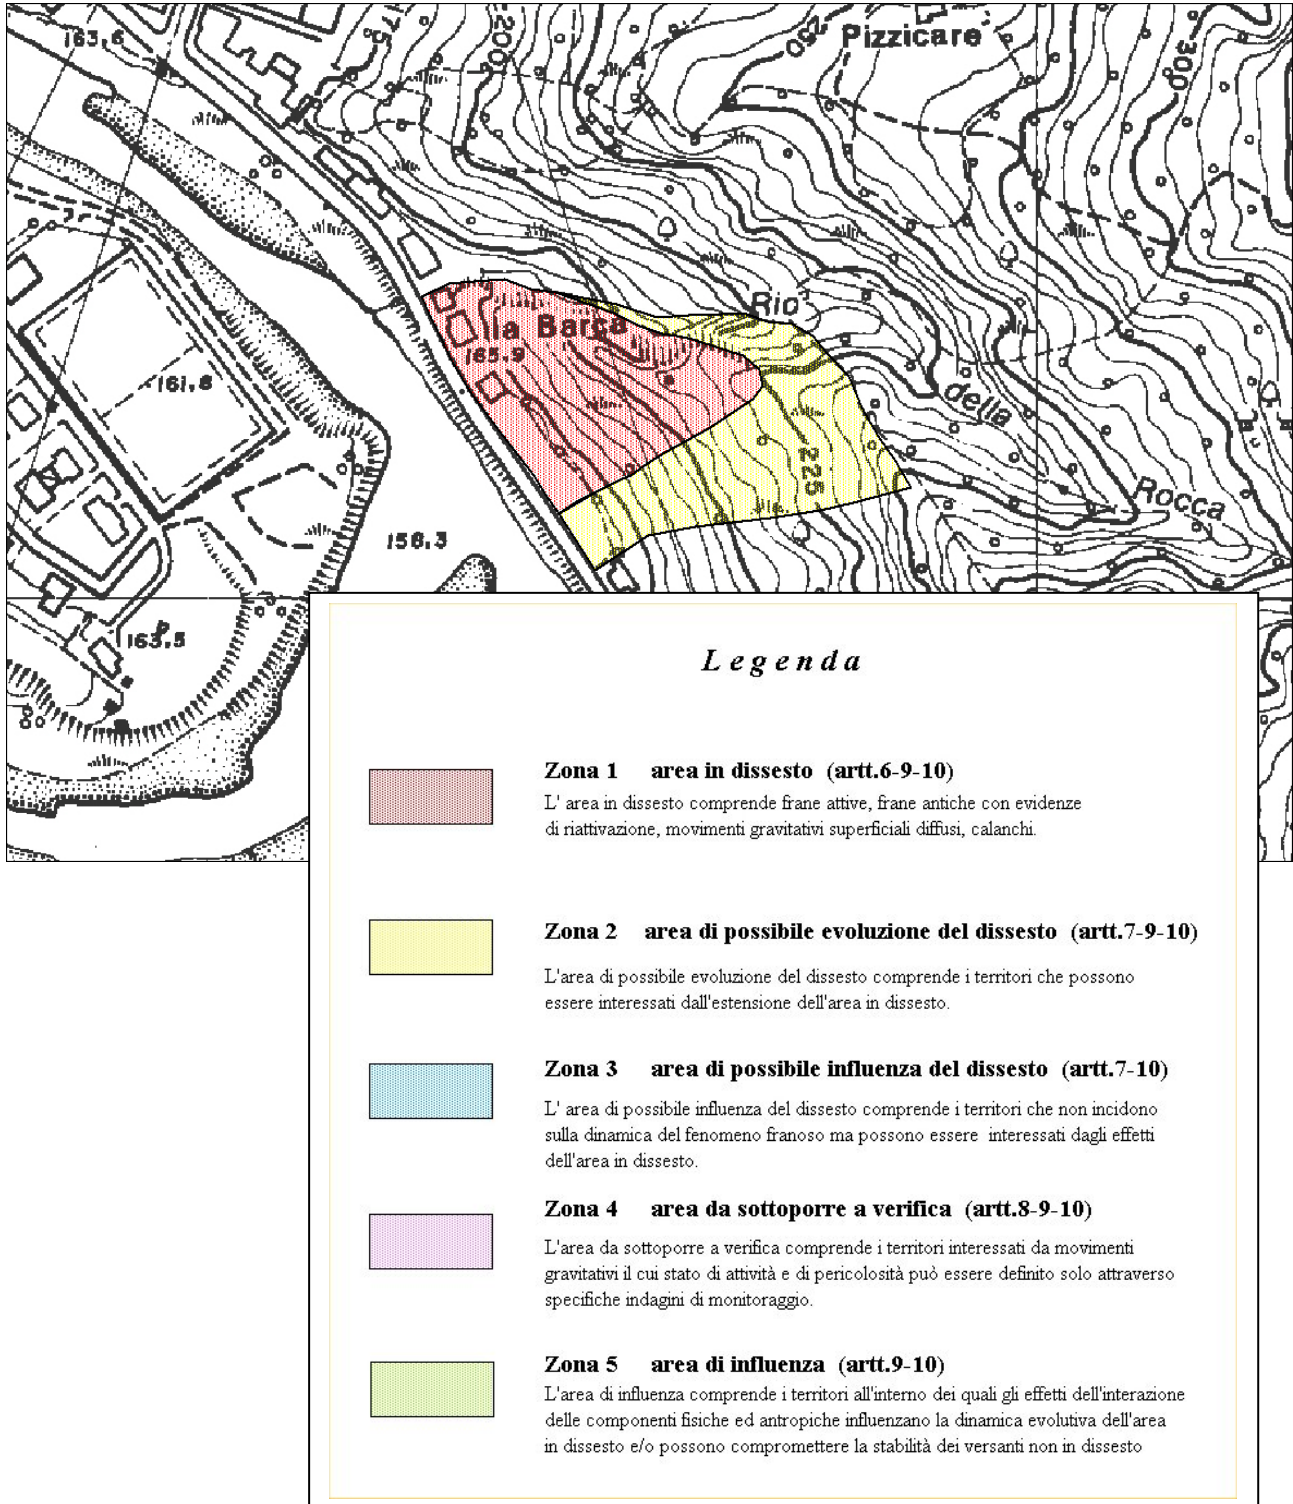 163,6
175
200
250
Pizzicare
300
Rio
la Barca
165.9
161,8
della
225
Rocca
158.3
163,5
Legenda
Zona 1 area in dissesto (artt.6-9-10)
L' area in dissesto comprende frane attive, frane antiche con evidenze
di riattivazione, movimenti gravitativi superficiali diffusi, calanchi.
Zona 2 area di possibile evoluzione del dissesto (artt.7-9-10)
L'area di possibile evoluzione del dissesto comprende i territori che possono
essere interessati dall'estensione dell'area in dissesto.
Zona 3 area di possibile influenza del dissesto (artt.7-10)
L' area di possibile influenza del dissesto comprende i territori che non incidono
sulla dinamica del fenomeno franoso ma possono essere interessati dagli effetti
dell'area in dissesto.
Zona 4 area da sottoporre a verifica (artt.8-9-10)
L'area da sottoporre a verifica comprende i territori interessati da movimenti
gravitativi il cui stato di attività e di pericolosità può essere definito solo attraverso
specifiche indagini di monitoraggio.
Zona 5 area di influenza (artt.9-10)
L'area di influenza comprende i territori all'interno dei quali gli effetti dell'interazione
delle componenti fisiche ed antropiche influenzano la dinamica evolutiva dell'area
in dissesto e/o possono compromettere la stabilità dei versanti non in dissesto